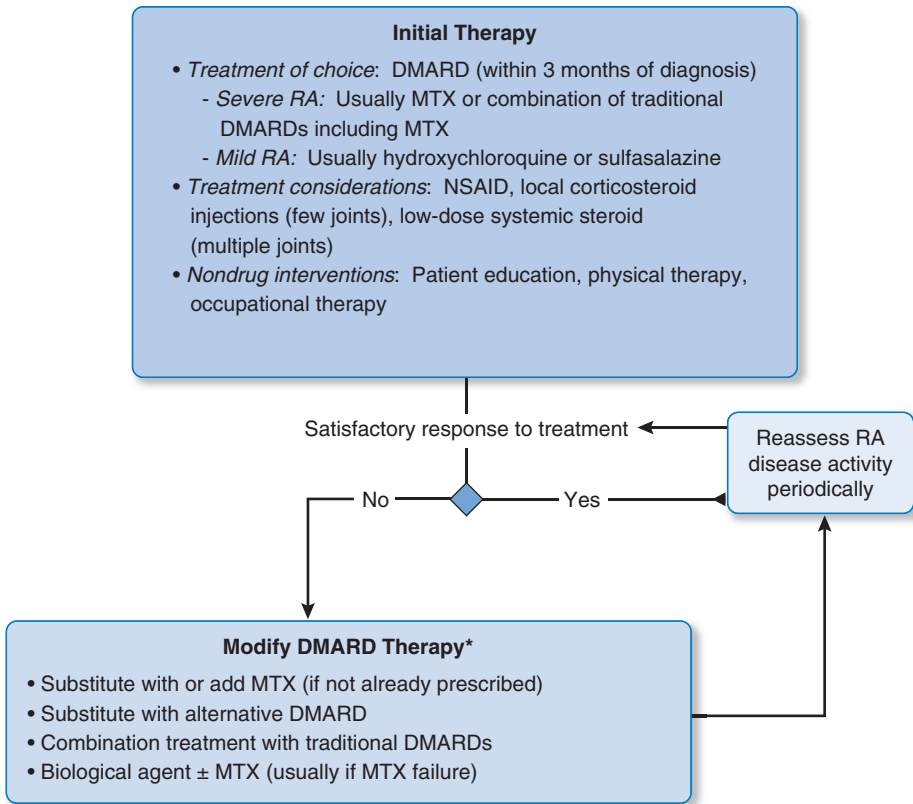 Initial Therapy
• Treatment of choice: DMARD (within 3 months of diagnosis)
- Severe RA: Usually MTX or combination of traditional
DMARDs including MTX
- Mild RA: Usually hydroxychloroquine or sulfasalazine
• Treatment considerations: NSAID, local corticosteroid
injections (few joints), low-dose systemic steroid
(multiple joints)
• Nondrug interventions: Patient education, physical therapy,
occupational therapy
Satisfactory response to treatment
Reassess RA
disease activity
periodically
No
Yes
Modify DMARD Therapy*
• Substitute with or add MTX (if not already prescribed)
• Substitute with alternative DMARD
• Combination treatment with traditional DMARDs
• Biological agent ± MTX (usually if MTX failure)